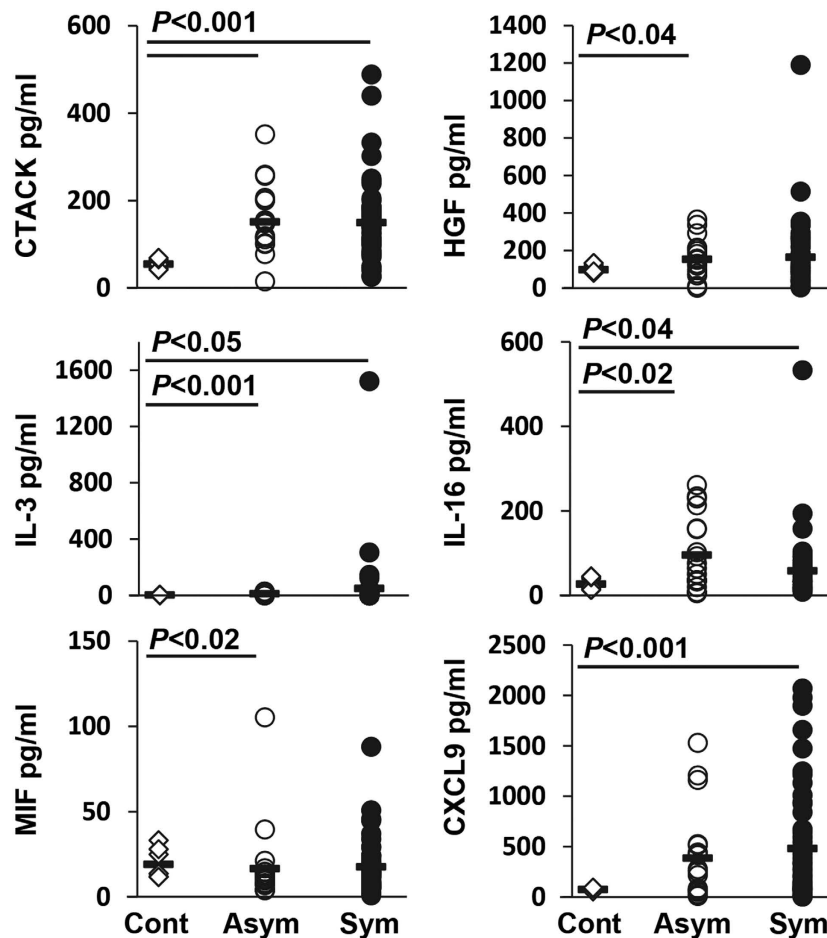 CTACK pg/ml
600
400
200
0
P<0.001
HGF pg/ml
1400
1200
1000
800
600
400
200
0
P<0.04
IL-3 pg/ml
1600
1200
800
400
0
P<0.05
P<0.001
IL-16 pg/ml
600
400
200
0
P<0.04
P<0.02
MIF pg/ml
150
100
50
0
P<0.02
Cont Asym Sym
CXCL9 pg/ml
2500
2000
1500
1000
500
0
P<0.001
Cont Asym Sym